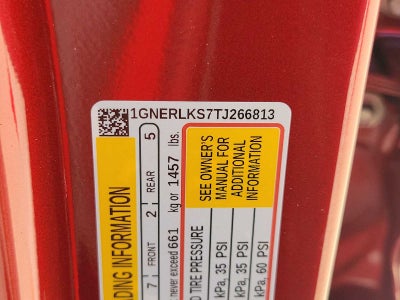 1GNERLKS7TJ266813
DING INFORMATION
7 FRONT 2 REAR 5
never exceed 661 kg or 1457 lbs.
SEE OWNER'S
MANUAL FOR
ADDITIONAL
INFORMATION
TIRE PRESSURE
kPa, 35 PSI
kPa, 35 PSI
kPa, 60 PSI